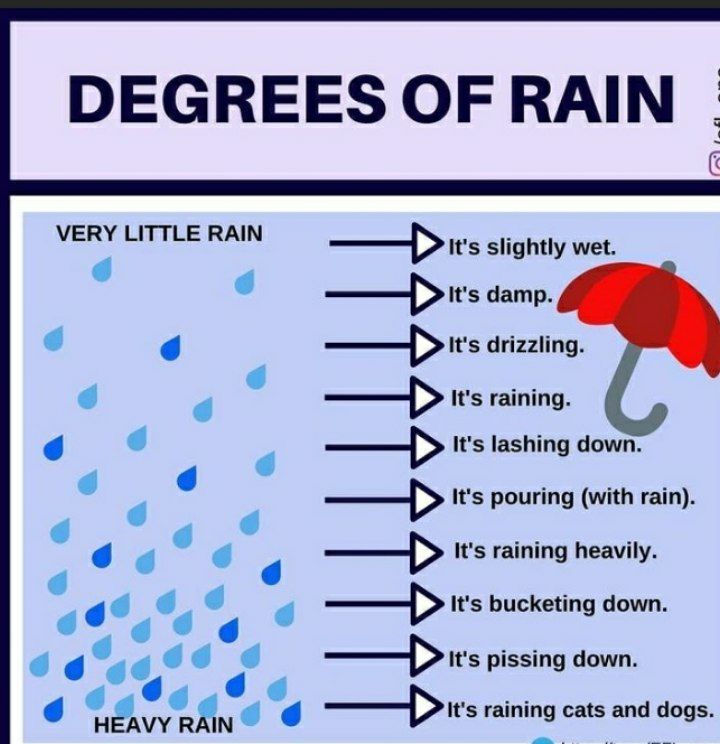 DEGREES OF RAIN
VERY LITTLE RAIN
It's slightly wet.
It's damp.
It's drizzling.
It's raining.
It's lashing down.
It's pouring (with rain).
It's raining heavily.
It's bucketing down.
It's pissing down.
It's raining cats and dogs.
HEAVY RAIN